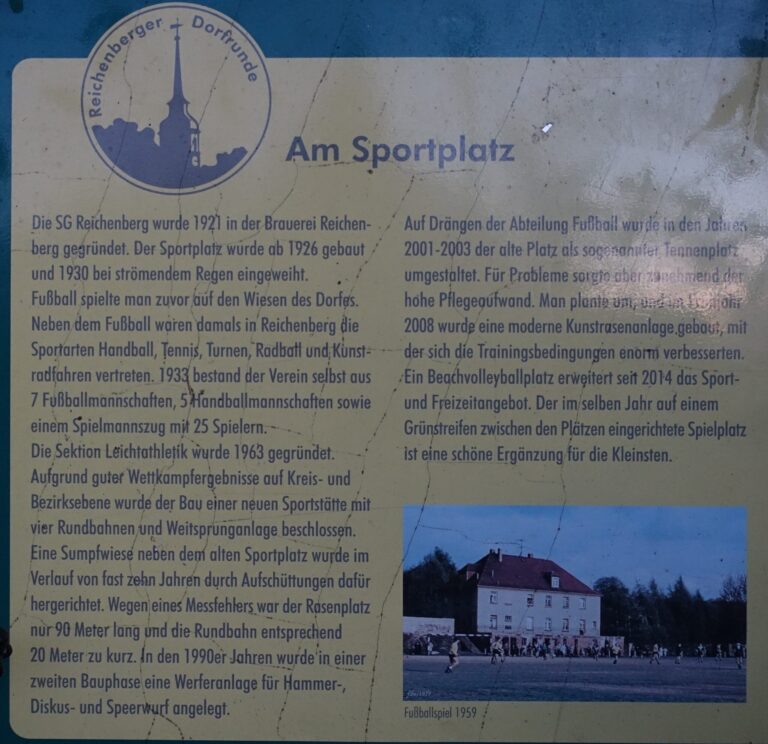 Reichenberger Dorfrunde
Am Sportplatz
Die SG Reichenberg wurde 1921 in der Brauerei Reichen-
berg gegründet. Der Sportplatz wurde ab 1926 gebaut
und 1930 bei strömendem Regen eingeweiht.
Fußball spielte man zuvor auf den Wiesen des Dorfes.
Neben dem Fußball waren damals in Reichenberg die
Sportarten Handball, Tennis, Turnen, Radball und Kunst-
radfahren vertreten. 1933 bestand der Verein selbst aus
7 Fußballmannschaften, 5 Handballmannschaften sowie
einem Spielmannszug mit 25 Spielern.
Die Sektion Leichtathletik wurde 1963 gegründet.
Aufgrund guter Wettkampfergebnisse auf Kreis- und
Bezirksebene wurde der Bau einer neuen Sportstätte mit
vier Rundbahnen und Weitsprunganlage beschlossen.
Eine Sumpfwiese neben dem alten Sportplatz wurde im
Verlauf von fast zehn Jahren durch Aufschüttungen dafür
hergerichtet. Wegen eines Messfehlers war der Rasenplatz
nur 90 Meter lang und die Rundbahn entsprechend
20 Meter zu kurz. In den 1990er Jahren wurde in einer
zweiten Bauphase eine Werferanlage für Hammer-,
Diskus- und Speerwurf angelegt.
Auf Drängen der Abteilung Fußball wurde in den Jahren
2001-2003 der alte Platz als sogenannter Tennenplatz
umgestaltet. Für Probleme sorgte aber zunehmend der
hohe Pflegeaufwand. Man plante um, und im Frühjahr
2008 wurde eine moderne Kunstrasenanlage gebaut, mit
der sich die Trainingsbedingungen enorm verbesserten.
Ein Beachvolleyballplatz erweitert seit 2014 das Sport-
und Freizeitangebot. Der im selben Jahr auf einem
Grünstreifen zwischen den Plätzen eingerichtete Spielplatz
ist eine schöne Ergänzung für die Kleinsten.
Fußballspiel 1959